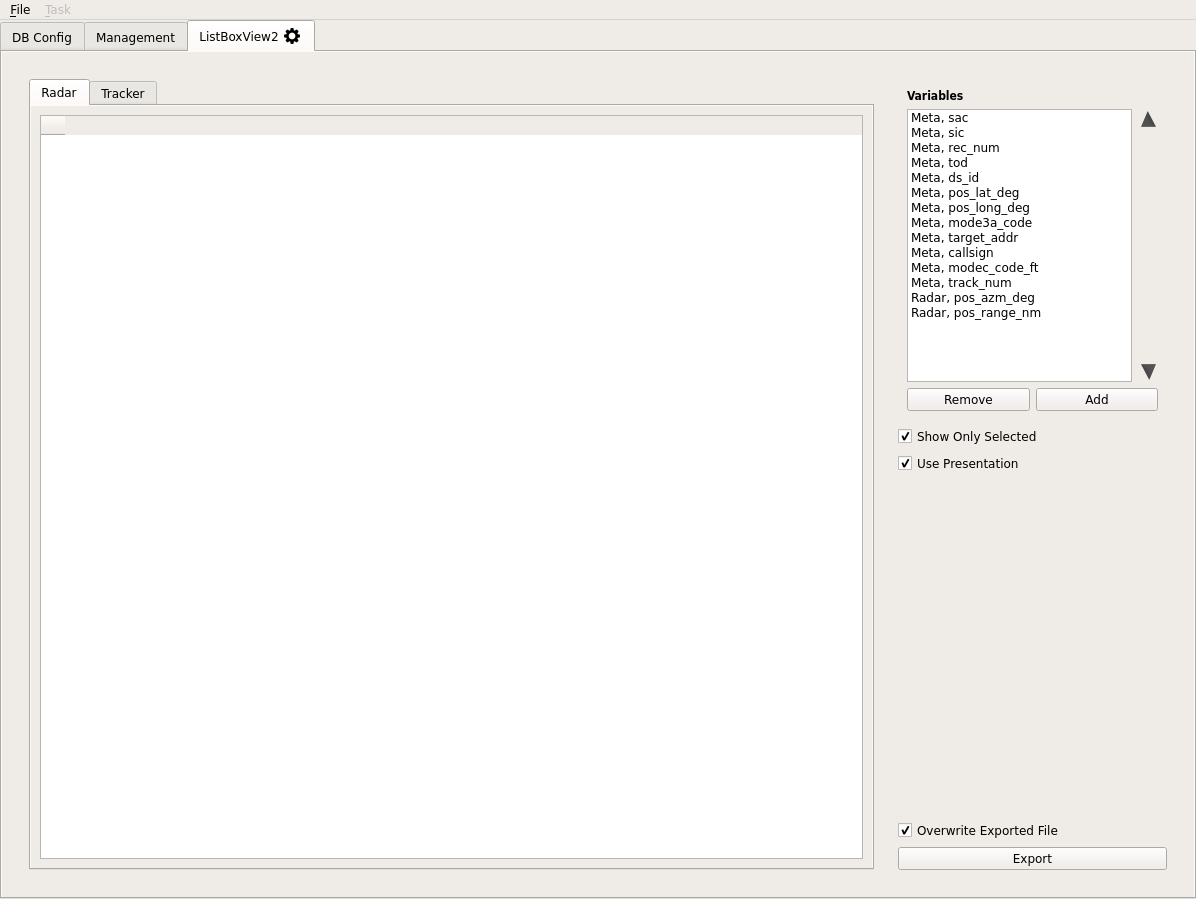 File Task
DB Config Management ListBoxView2
Radar Tracker
Variables
Meta, sac
Meta, sic
Meta, rec_num
Meta, tod
Meta, ds_id
Meta, pos_lat_deg
Meta, pos_long_deg
Meta, mode3a_code
Meta, target_addr
Meta, callsign
Meta, modec_code_ft
Meta, track_num
Radar, pos_azm_deg
Radar, pos_range_nm
Remove Add
Show Only Selected
Use Presentation
Overwrite Exported File
Export